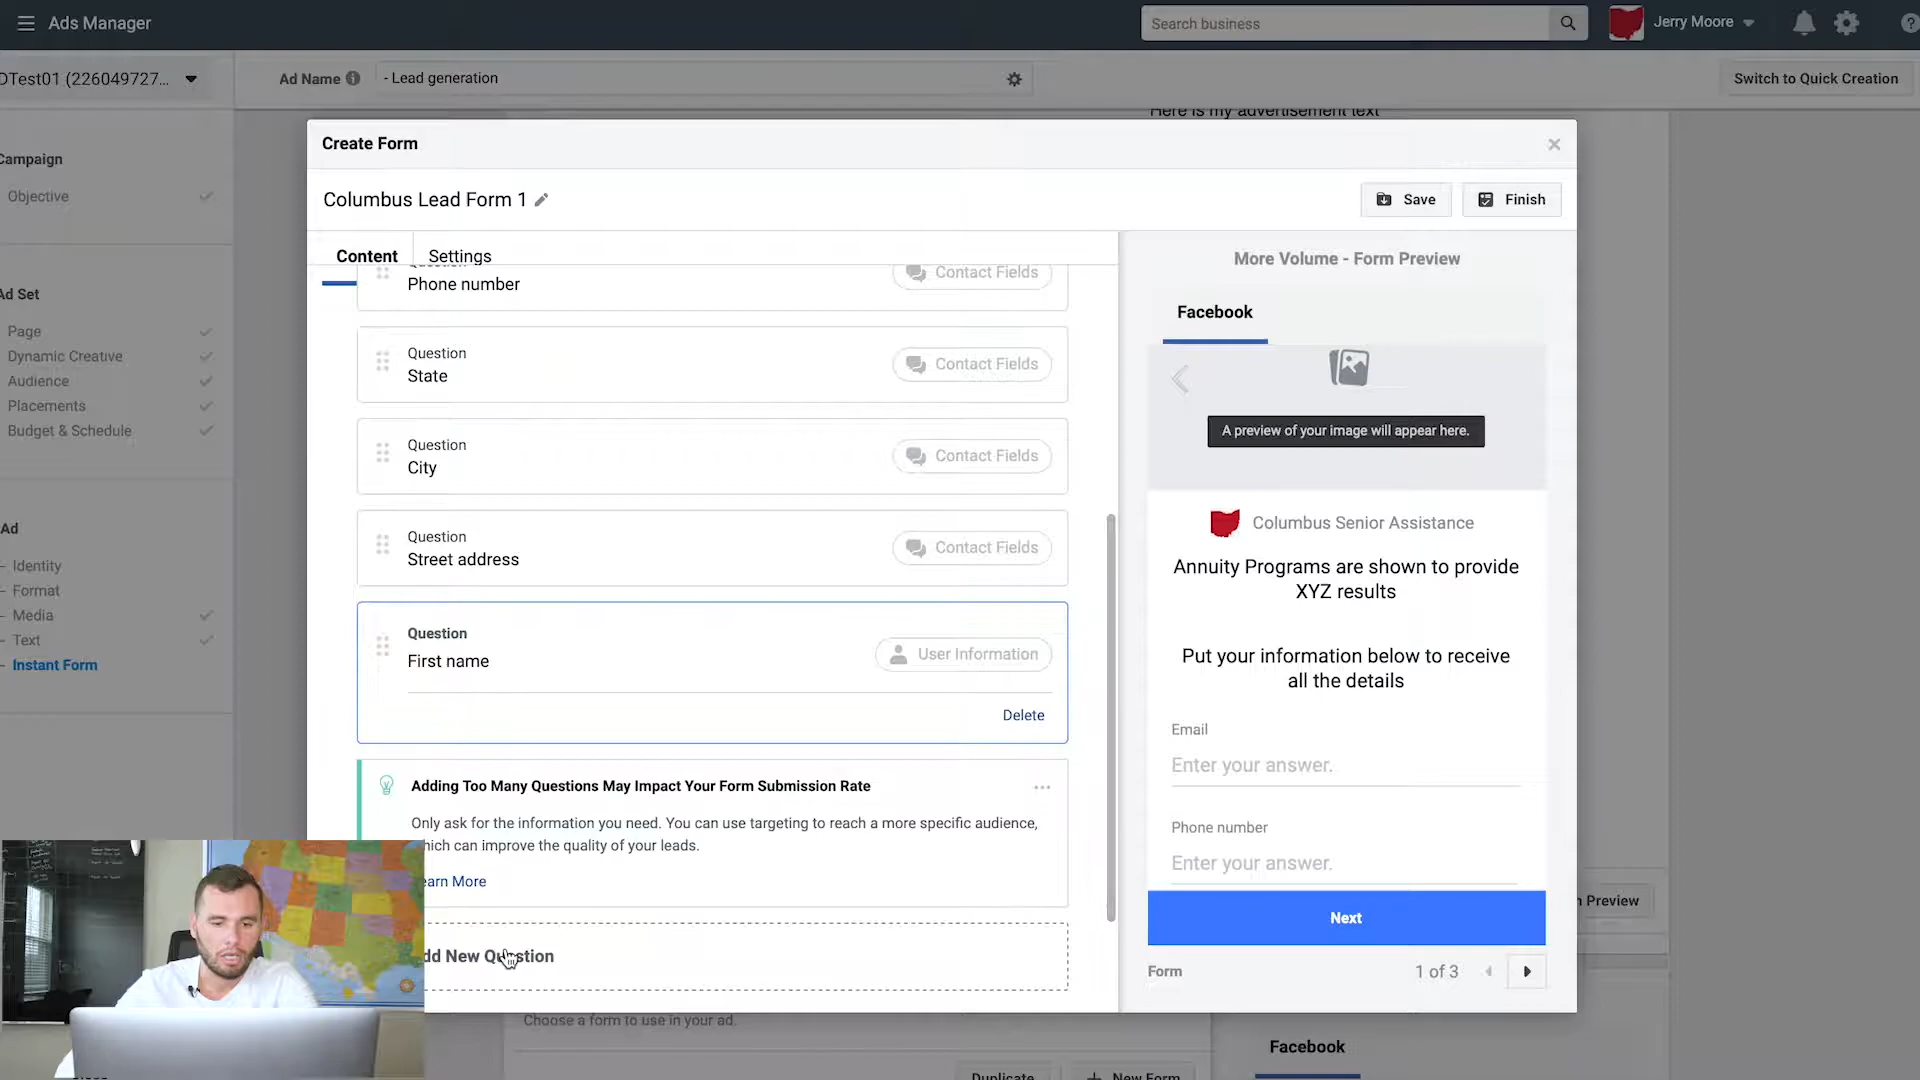 Ads Manager
Search business
Jerry Moore
DTest01 (226049727...
Ad Name
- Lead generation
Switch to Quick Creation
Here is my advertisement text
Campaign
Objective
Ad Set
Page
Dynamic Creative
Audience
Placements
Budget & Schedule
Ad
Identity
Format
Media
Text
Instant Form
Create Form
Columbus Lead Form 1
Save
Finish
Content
Settings
Question
Phone number
Contact Fields
Question
State
Contact Fields
Question
City
Contact Fields
Question
Street address
Contact Fields
Question
First name
User Information
Delete
Adding Too Many Questions May Impact Your Form Submission Rate
Only ask for the information you need. You can use targeting to reach a more specific audience,
hich can improve the quality of your leads.
earn More
dd New Question
More Volume - Form Preview
Facebook
A preview of your image will appear here.
Columbus Senior Assistance
Annuity Programs are shown to provide
XYZ results
Put your information below to receive
all the details
Email
Enter your answer.
Phone number
Enter your answer.
Next
Form
1 of 3
Preview
Choose a form to use in your ad.
Duplicate
New Form
Facebook